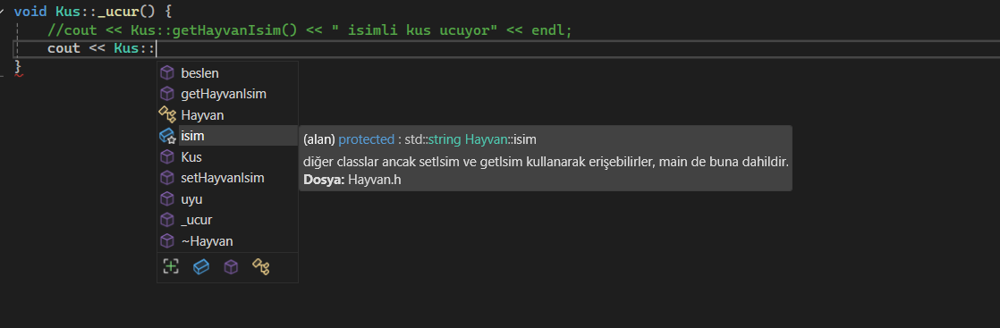 void Kus::_ucur() {
//cout << Kus::getHayvanIsim() << " isimli kus ucuyor" << endl;
cout << Kus::
}
beslen
getHayvanIsim
Hayvan
isim
Kus
setHayvanIsim
uyu
_ucur
~Hayvan
(alan) protected : std::string Hayvan::isim
diğer classlar ancak setIsim ve getIsim kullanarak erişebilirler, main de buna dahildir.
Dosya: Hayvan.h